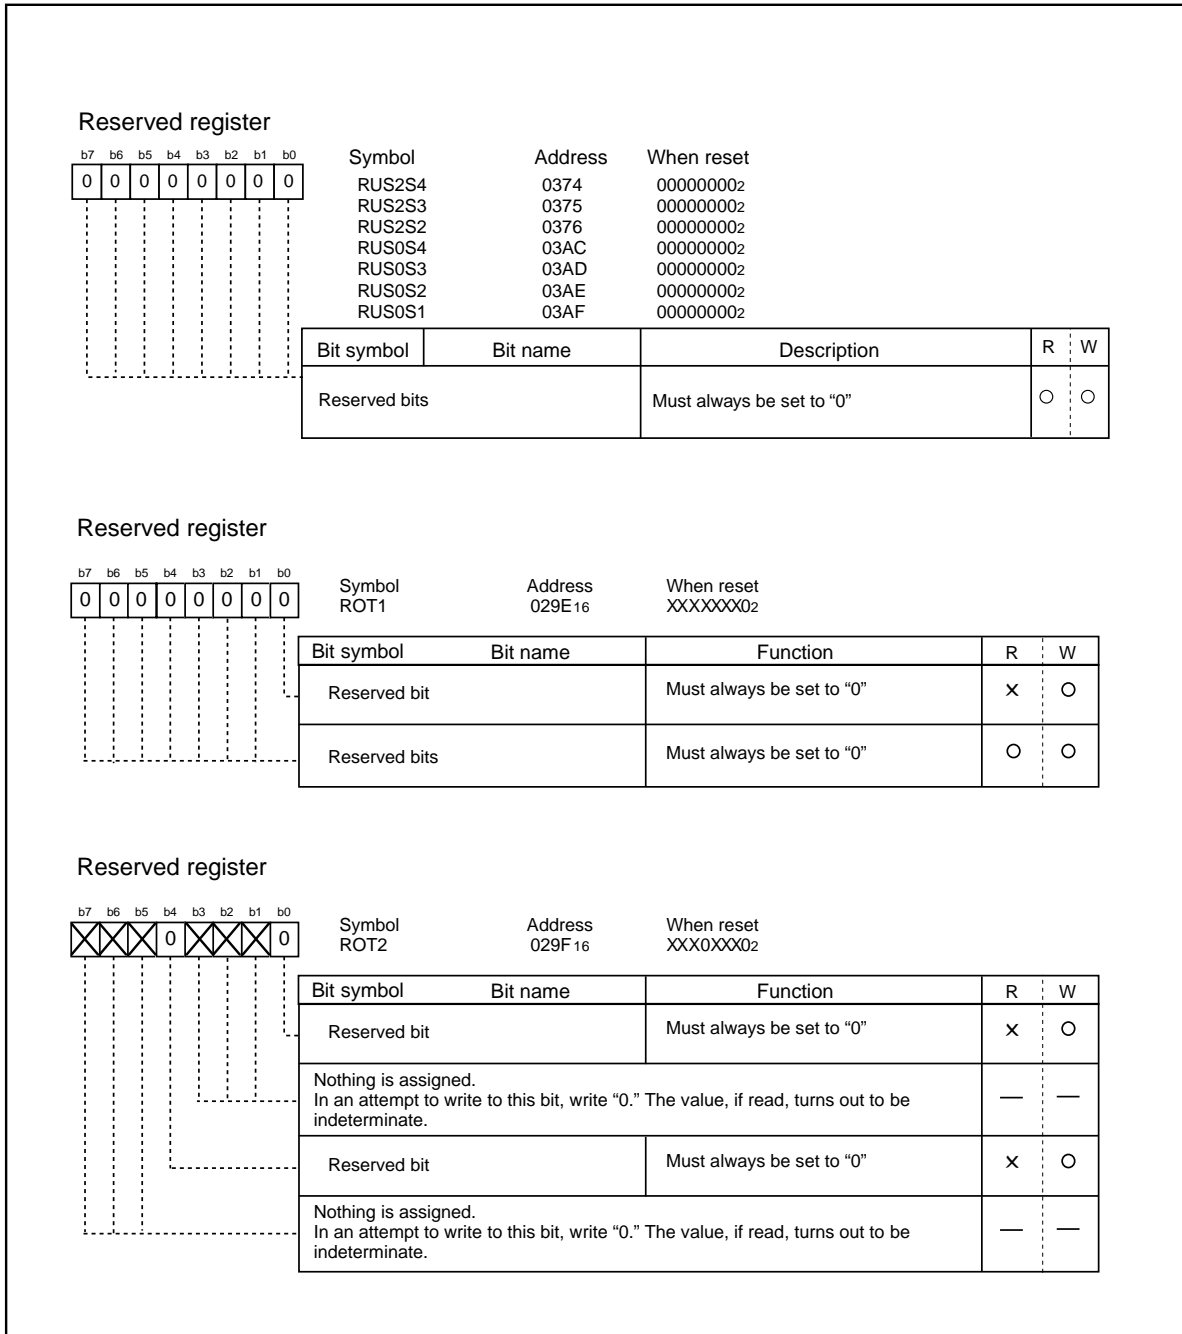 Reserved register
b7 b6 b5 b4 b3 b2 b1 b0
0 0 0 0 0 0 0 0
Symbol Address When reset
RUS2S4 0374 000000002
RUS2S3 0375 000000002
RUS2S2 0376 000000002
RUS0S4 03AC 000000002
RUS0S3 03AD 000000002
RUS0S2 03AE 000000002
RUS0S1 03AF 000000002
Bit symbol Bit name Description R W
Reserved bits Must always be set to “0” O O
Reserved register
b7 b6 b5 b4 b3 b2 b1 b0
0 0 0 0 0 0 0 0
Symbol Address When reset
ROT1 029E16 XXXXXXX02
Bit symbol Bit name Function R W
Reserved bit Must always be set to “0” X O
Reserved bits Must always be set to “0” O O
Reserved register
b7 b6 b5 b4 b3 b2 b1 b0
X X X 0 X X X 0
Symbol Address When reset
ROT2 029F16 XXX0XXX02
Bit symbol Bit name Function R W
Reserved bit Must always be set to “0” X O
Nothing is assigned.
In an attempt to write to this bit, write “0.” The value, if read, turns out to be — —
indeterminate.
Reserved bit Must always be set to “0” X O
Nothing is assigned.
In an attempt to write to this bit, write “0.” The value, if read, turns out to be — —
indeterminate.